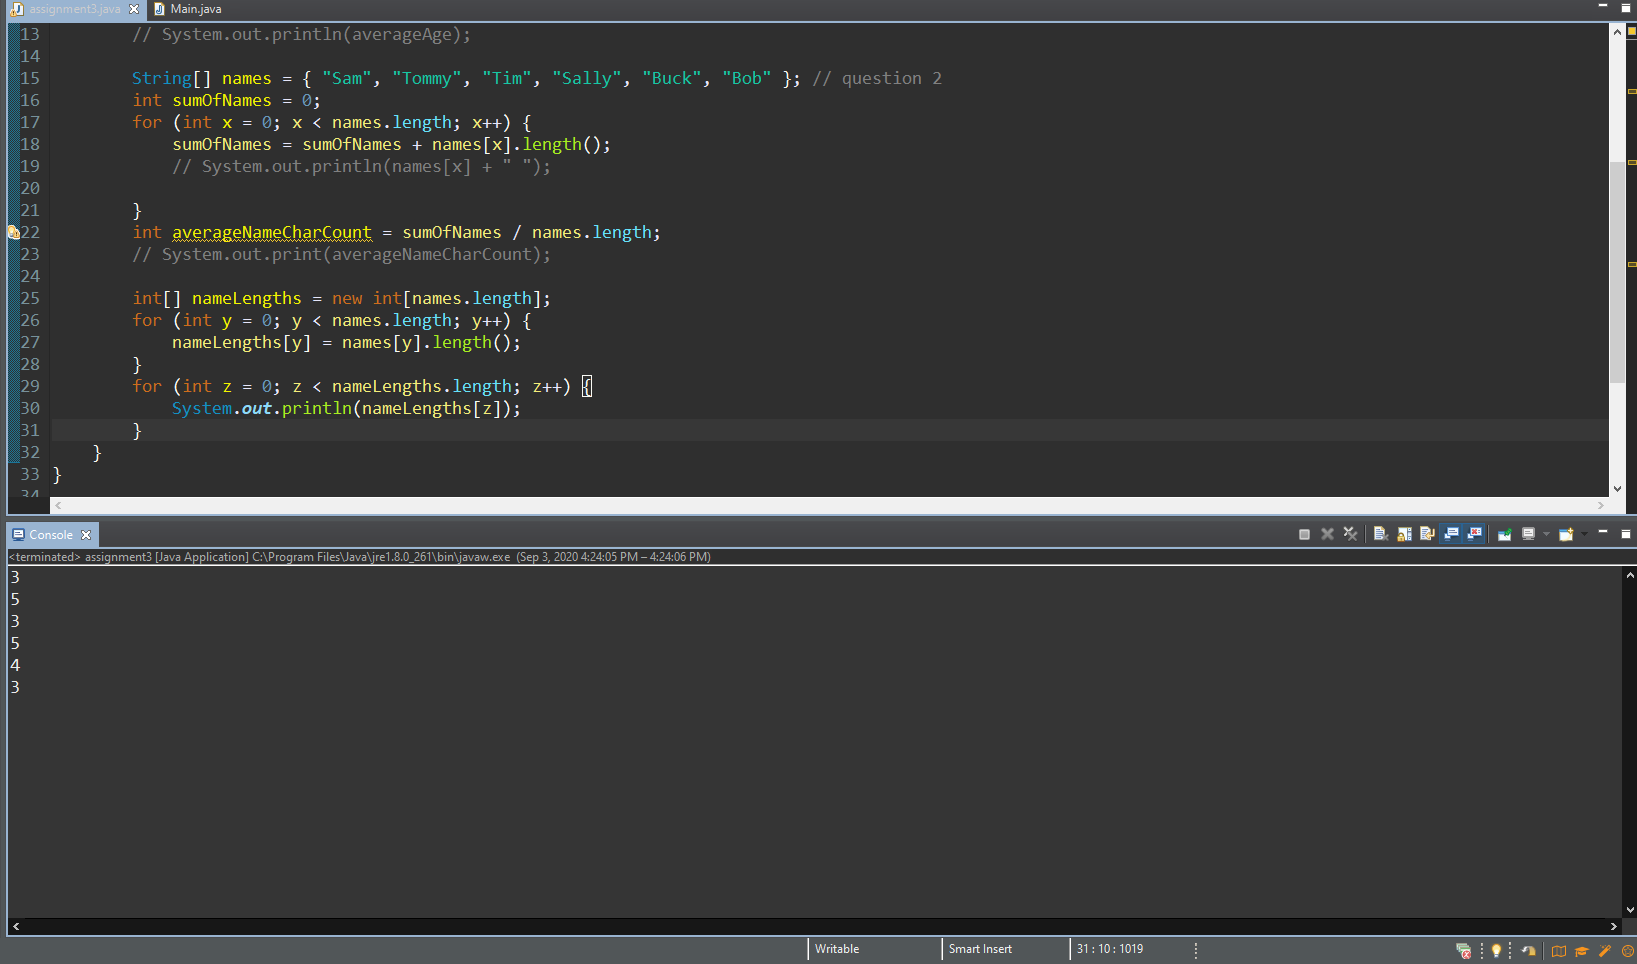 assignment3.java Main.java
13 // System.out.println(averageAge);
14
15 String[] names = { "Sam", "Tommy", "Tim", "Sally", "Buck", "Bob" }; // question 2
16 int sumOfNames = 0;
17 for (int x = 0; x < names.length; x++) {
18 sumOfNames = sumOfNames + names[x].length();
19 // System.out.println(names[x] + " ");
20
21 }
22 int averageNameCharCount = sumOfNames / names.length;
23 // System.out.print(averageNameCharCount);
24
25 int[] nameLengths = new int[names.length];
26 for (int y = 0; y < names.length; y++) {
27 nameLengths[y] = names[y].length();
28 }
29 for (int z = 0; z < nameLengths.length; z++) {
30 System.out.println(nameLengths[z]);
31 }
32 }
33 }
34
Console
<terminated> assignment3 [Java Application] C:\Program Files\Java\jre1.8.0_261\bin\javaw.exe (Sep 3, 2020 4:24:05 PM – 4:24:06 PM)
3
5
3
5
4
3
Writable Smart Insert 31 : 10 : 1019